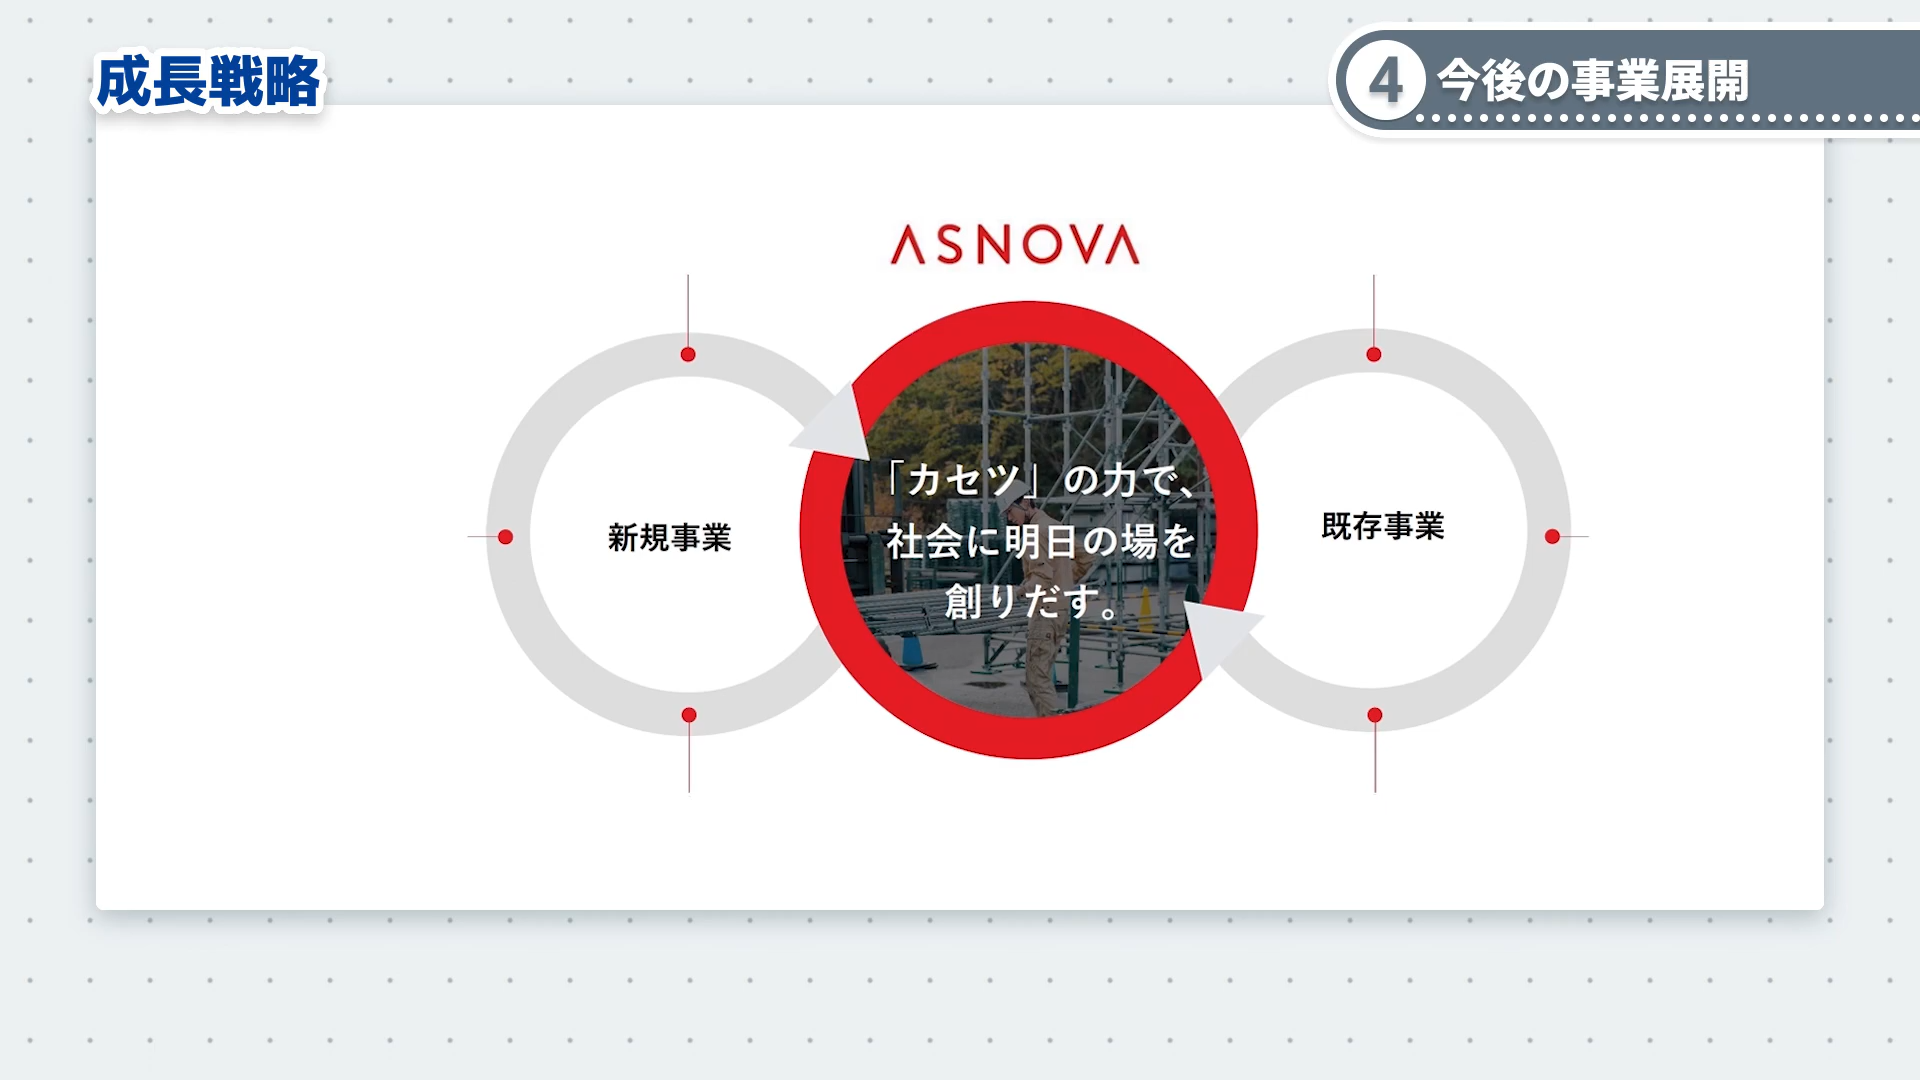 成長戦略
4 今後の事業展開
ASNOVA
「カセツ」の力で、
社会に明日の場を
創りだす。
新規事業
既存事業